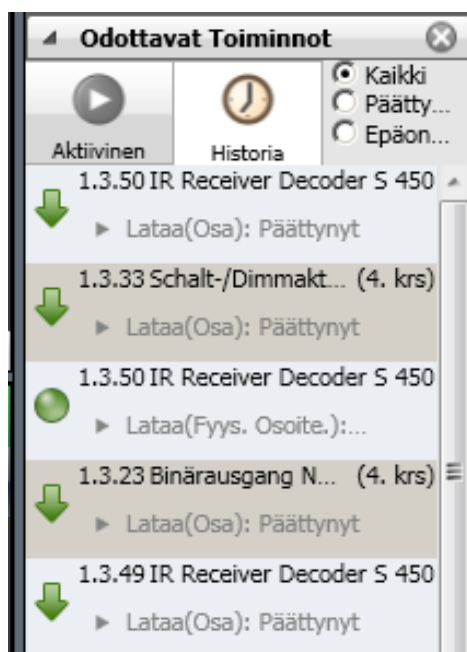 Odottavat Toiminnot
Aktiivinen
Historia
Kaikki
Päätty...
Epäon...
1.3.50 IR Receiver Decoder S 450
Lataa(Osa): Päättynyt
1.3.33 Schalt-/Dimmakt... (4. krs)
Lataa(Osa): Päättynyt
1.3.50 IR Receiver Decoder S 450
Lataa(Fyys. Osoite.):...
1.3.23 Binärausgang N... (4. krs)
Lataa(Osa): Päättynyt
1.3.49 IR Receiver Decoder S 450
Lataa(Osa): Päättynyt